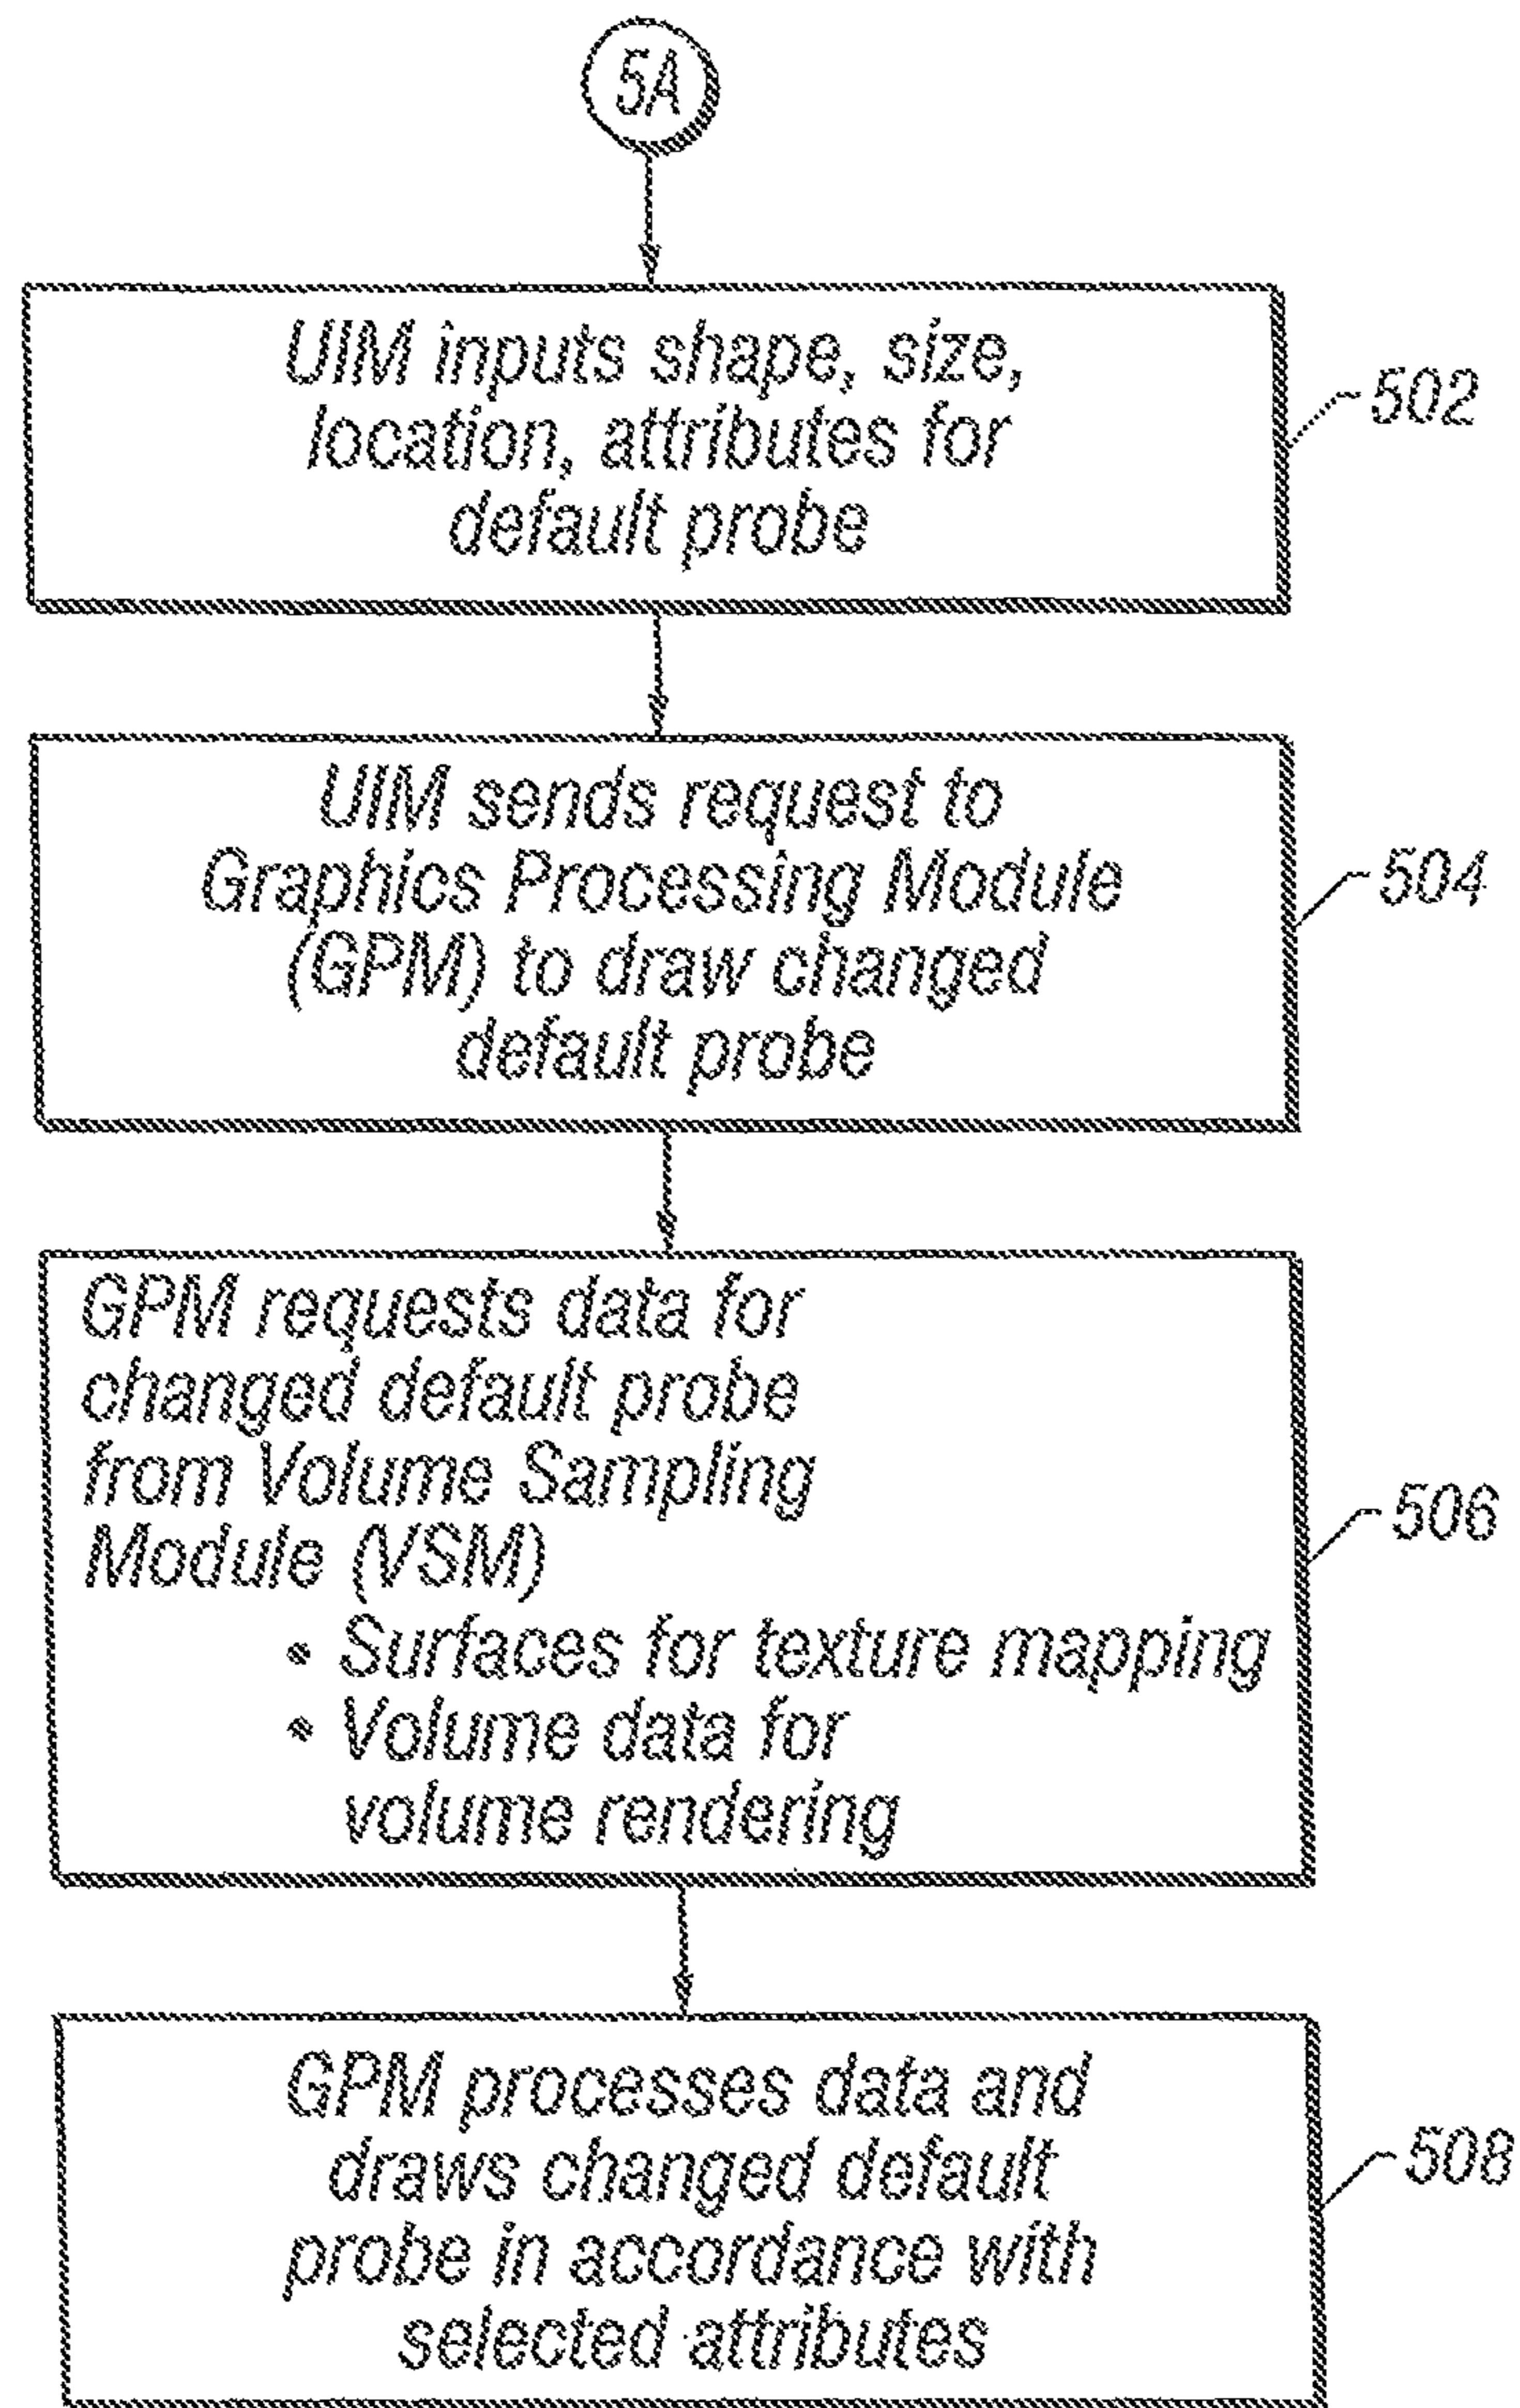 5A
UIM inputs shape, size,
location, attributes for
default probe
502
UIM sends request to
Graphics Processing Module
(GPM) to draw changed
default probe
504
GPM requests data for
changed default probe
from Volume Sampling
Module (VSM)
• Surfaces for texture mapping
• Volume data for
volume rendering
506
GPM processes data and
draws changed default
probe in accordance with
selected attributes
508